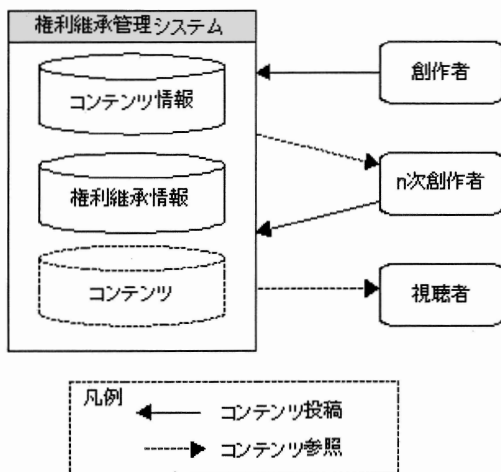 権利継承管理システム
コンテンツ情報
権利継承情報
コンテンツ
創作者
n次創作者
視聴者
凡例
コンテンツ投稿
コンテンツ参照